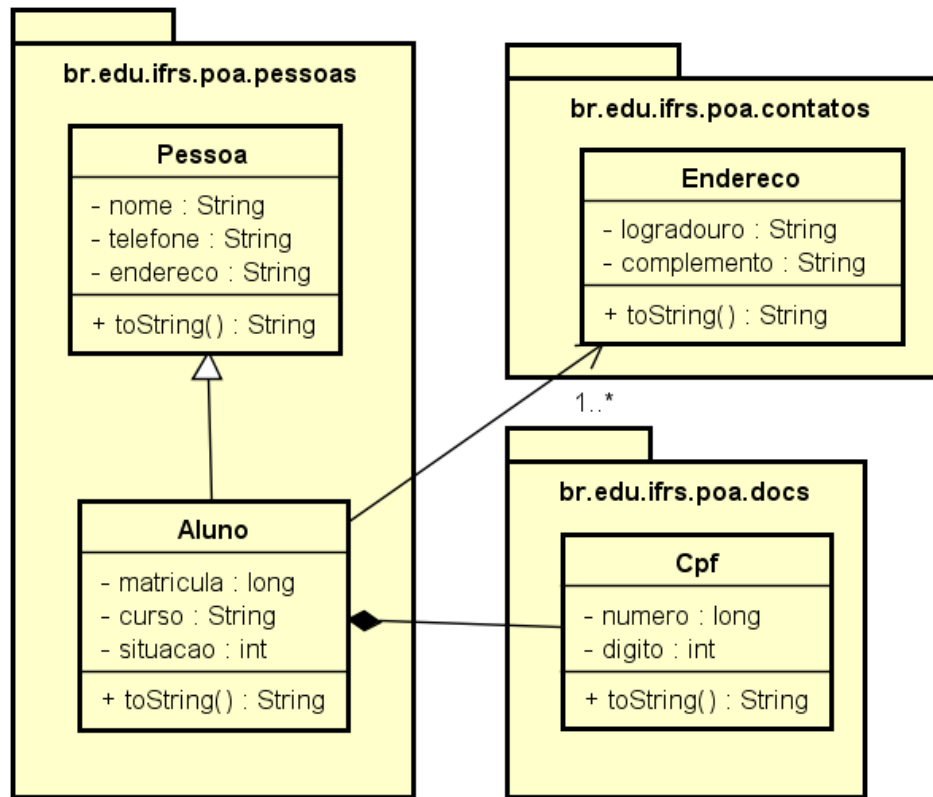 br.edu.ifrs.poa.pessoas
Pessoa
- nome : String
- telefone : String
- endereco : String
+ toString() : String
Aluno
- matricula : long
- curso : String
- situacao : int
+ toString() : String
br.edu.ifrs.poa.contatos
Endereco
- logradouro : String
- complemento : String
+ toString() : String
1..*
br.edu.ifrs.poa.docs
Cpf
- numero : long
- digito : int
+ toString() : String